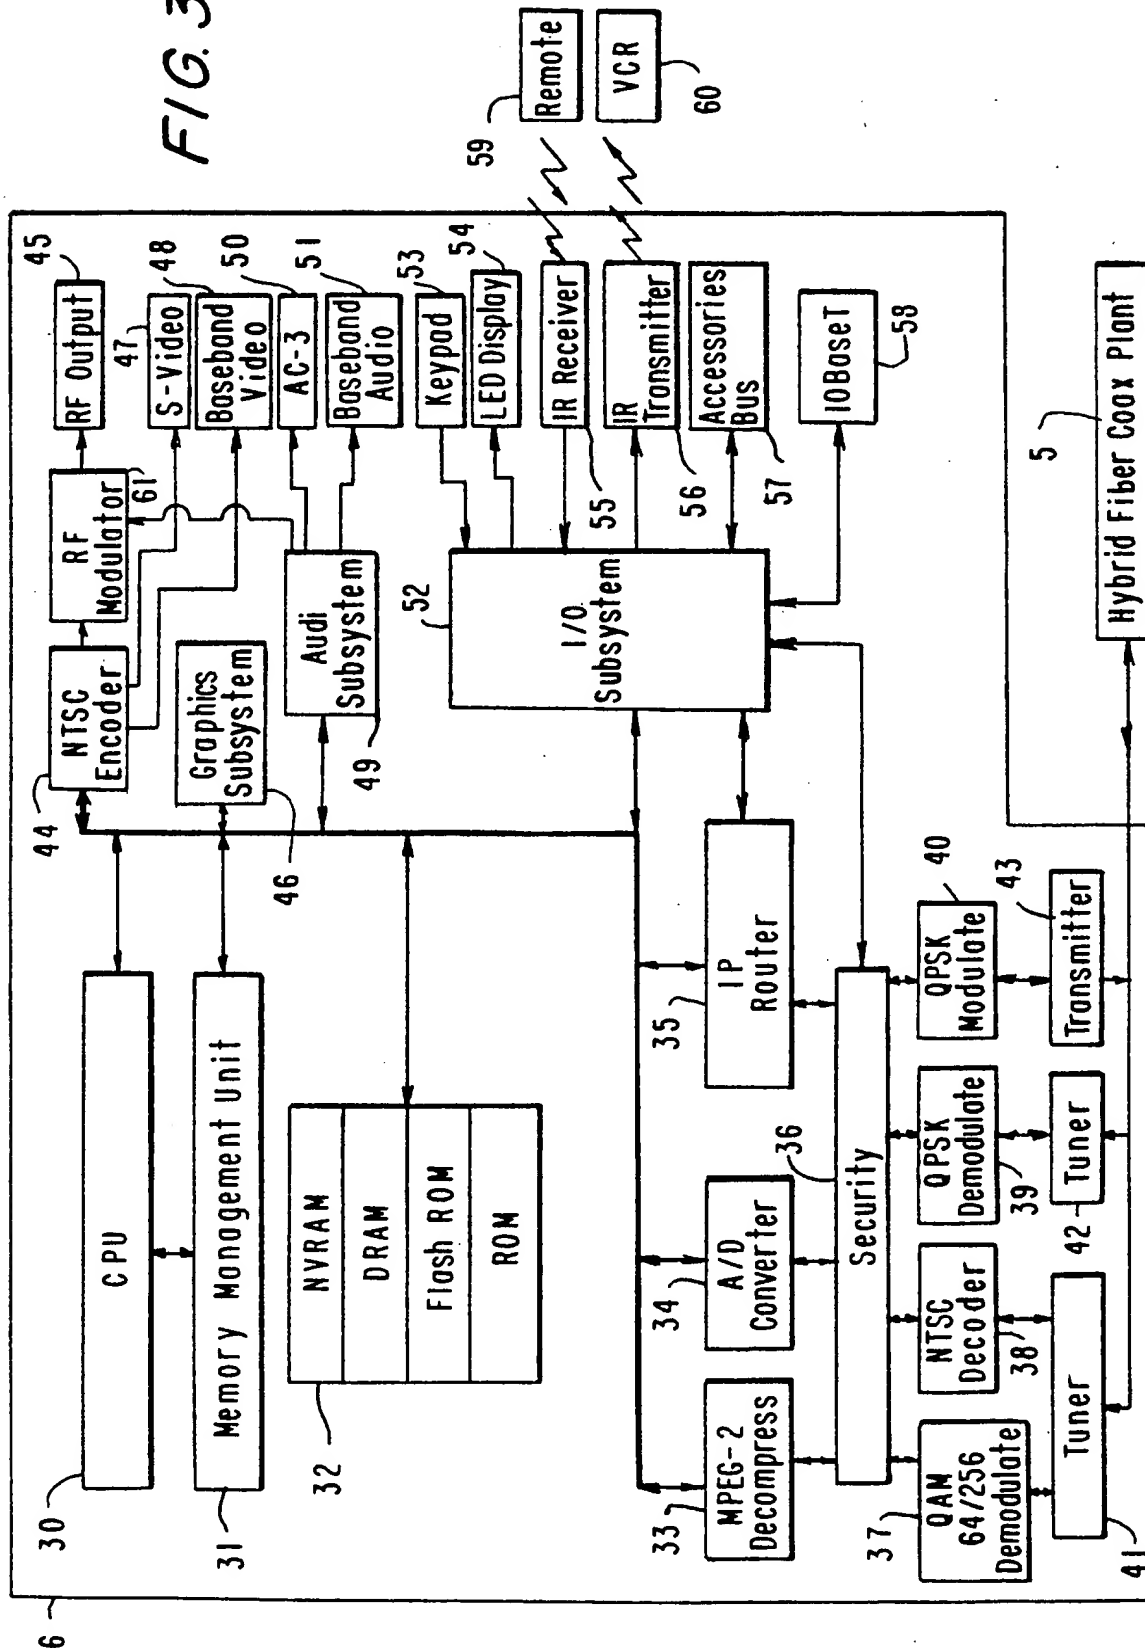 FIG. 3
6
30
CPU
31
Memory Management Unit
32
NVRAM
DRAM
Flash ROM
ROM
33
MPEG-2
Decompress
34
A/D
Converter
35
IP
Router
36
Security
37
QAM
64/256
Demodulate
NTSC
Decoder
38
QPSK
Demodulate
39
QPSK
Modulate
40
41
Tuner
42
Tuner
Transmitter
43
5
Hybrid Fiber Coax Plant
44
NTSC
Encoder
RF
Modulator
61
RF Output
45
Graphics
Subsystem
46
47
S-Video
48
Baseband
Video
49
Audi
Subsystem
50
AC-3
51
Baseband
Audio
52
I/O
Subsystem
53
Keypad
54
LED Display
IR Receiver
55
IR
Transmitter
56
Accessories
Bus
57
10BaseT
58
59
Remote
VCR
60